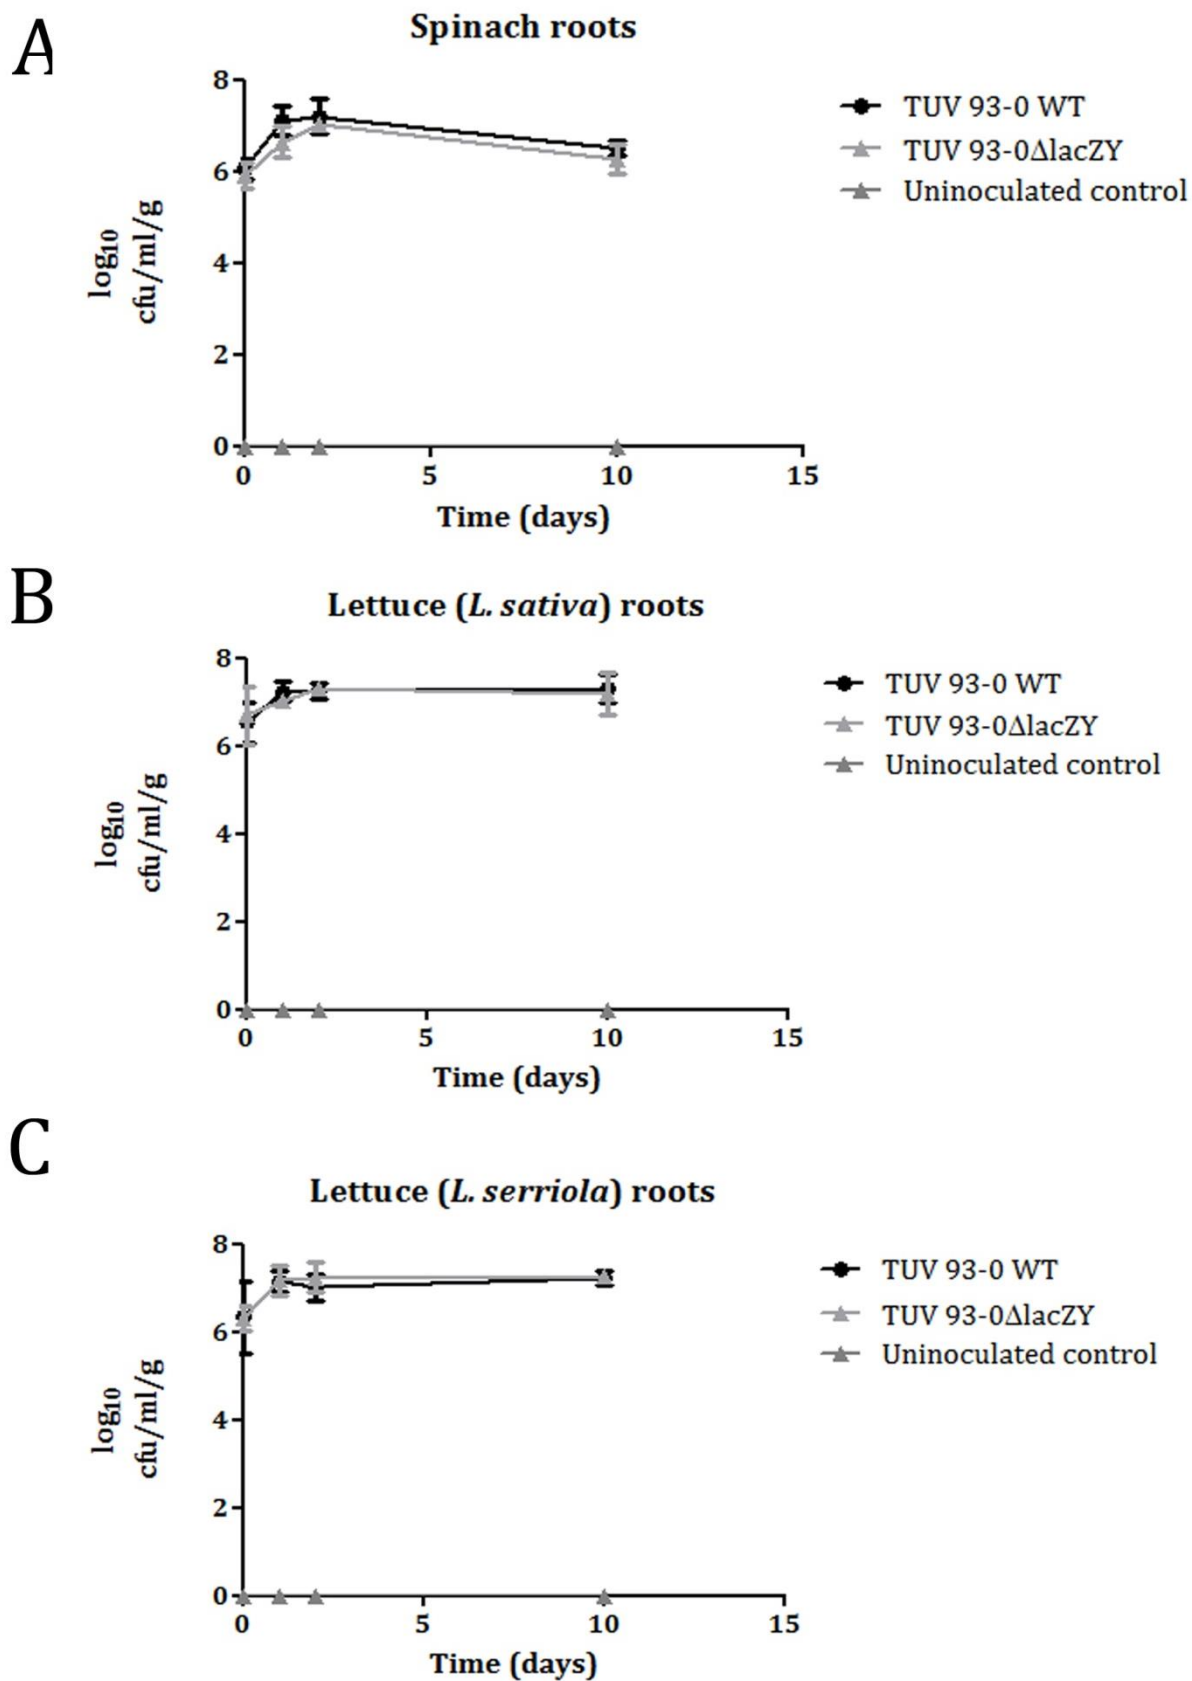 A
Spinach roots
8
6
4
2
0
log10
cfu/ml/g
0 5 10 15
Time (days)
TUV 93-0 WT
TUV 93-0ΔlacZY
Uninoculated control
B
Lettuce (L. sativa) roots
8
6
4
2
0
log10
cfu/ml/g
0 5 10 15
Time (days)
TUV 93-0 WT
TUV 93-0ΔlacZY
Uninoculated control
C
Lettuce (L. serriola) roots
8
6
4
2
0
log10
cfu/ml/g
0 5 10 15
Time (days)
TUV 93-0 WT
TUV 93-0ΔlacZY
Uninoculated control